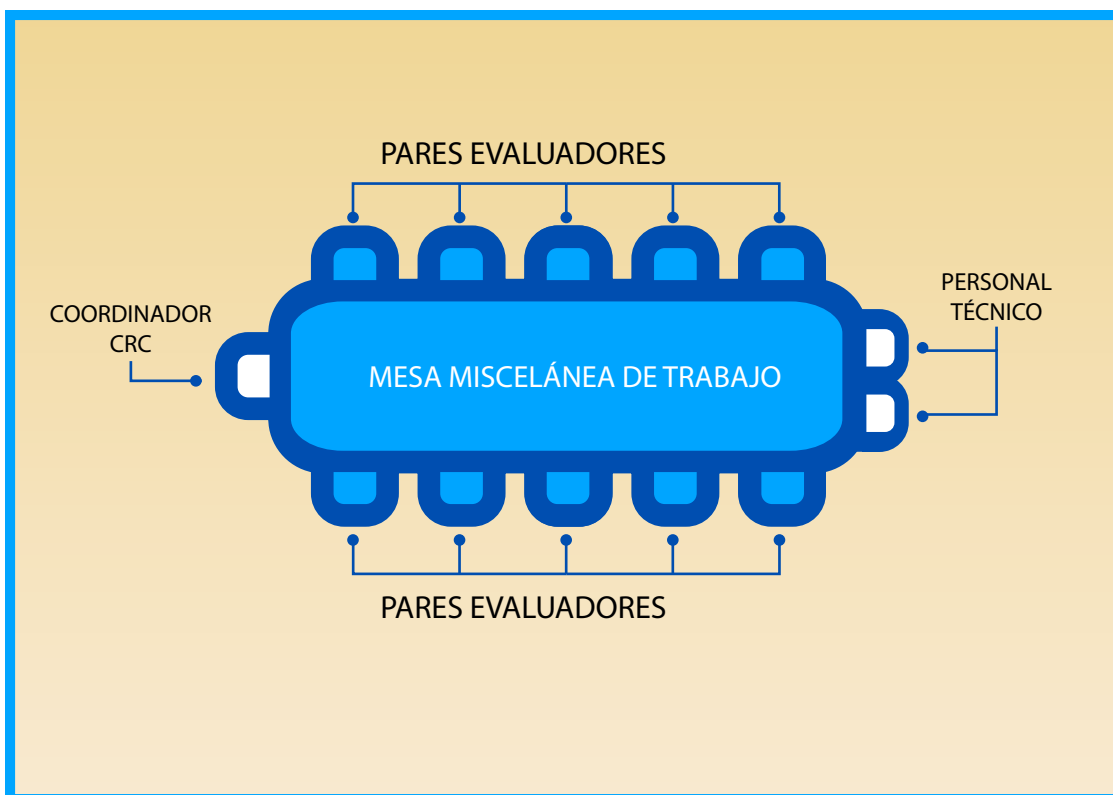 PARES EVALUADORES
COORDINADOR
CRC
PERSONAL
TÉCNICO
MESA MISCELÁNEA DE TRABAJO
PARES EVALUADORES